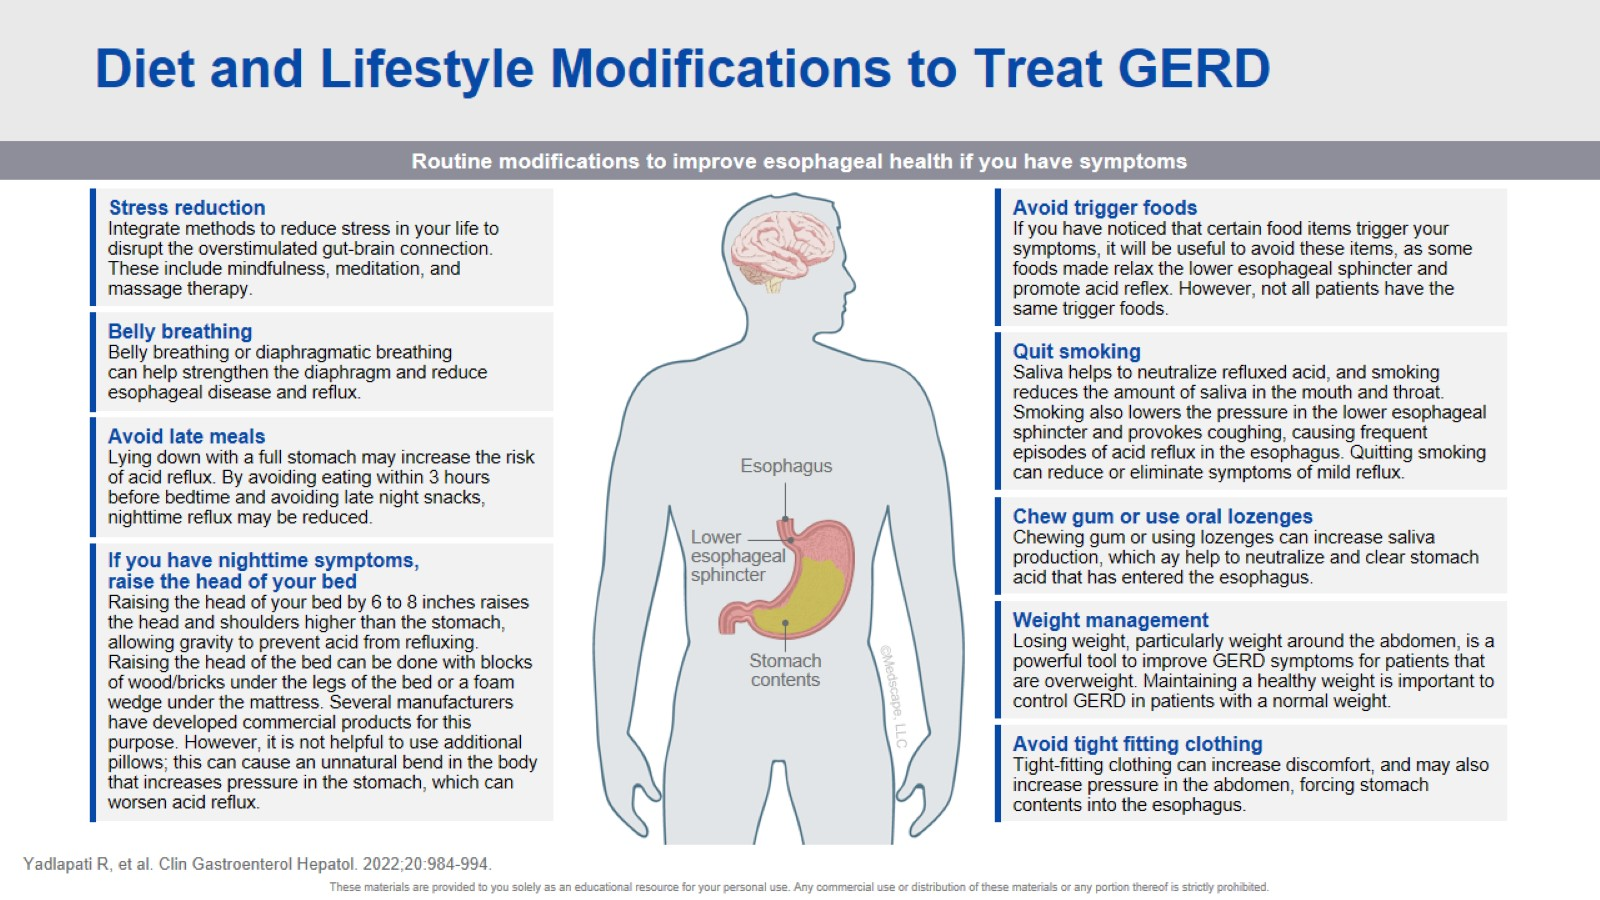 Diet and Lifestyle Modifications to Treat GERD
Routine modifications to improve esophageal health if you have symptoms
Stress reduction
Integrate methods to reduce stress in your life to
disrupt the overstimulated gut-brain connection.
These include mindfulness, meditation, and
massage therapy.
Belly breathing
Belly breathing or diaphragmatic breathing
can help strengthen the diaphragm and reduce
esophageal disease and reflux.
Avoid late meals
Lying down with a full stomach may increase the risk
of acid reflux. By avoiding eating within 3 hours
before bedtime and avoiding late night snacks,
nighttime reflux may be reduced.
If you have nighttime symptoms,
raise the head of your bed
Raising the head of your bed by 6 to 8 inches raises
the head and shoulders higher than the stomach,
allowing gravity to prevent acid from refluxing.
Raising the head of the bed can be done with blocks
of wood/bricks under the legs of the bed or a foam
wedge under the mattress. Several manufacturers
have developed commercial products for this
purpose. However, it is not helpful to use additional
pillows; this can cause an unnatural bend in the body
that increases pressure in the stomach, which can
worsen acid reflux.
Esophagus
Lower
esophageal
sphincter
Stomach
contents
©Medscape, LLC
Avoid trigger foods
If you have noticed that certain food items trigger your
symptoms, it will be useful to avoid these items, as some
foods made relax the lower esophageal sphincter and
promote acid reflex. However, not all patients have the
same trigger foods.
Quit smoking
Saliva helps to neutralize refluxed acid, and smoking
reduces the amount of saliva in the mouth and throat.
Smoking also lowers the pressure in the lower esophageal
sphincter and provokes coughing, causing frequent
episodes of acid reflux in the esophagus. Quitting smoking
can reduce or eliminate symptoms of mild reflux.
Chew gum or use oral lozenges
Chewing gum or using lozenges can increase saliva
production, which ay help to neutralize and clear stomach
acid that has entered the esophagus.
Weight management
Losing weight, particularly weight around the abdomen, is a
powerful tool to improve GERD symptoms for patients that
are overweight. Maintaining a healthy weight is important to
control GERD in patients with a normal weight.
Avoid tight fitting clothing
Tight-fitting clothing can increase discomfort, and may also
increase pressure in the abdomen, forcing stomach
contents into the esophagus.
Yadlapati R, et al. Clin Gastroenterol Hepatol. 2022;20:984-994.
These materials are provided to you solely as an educational resource for your personal use. Any commercial use or distribution of these materials or any portion thereof is strictly prohibited.